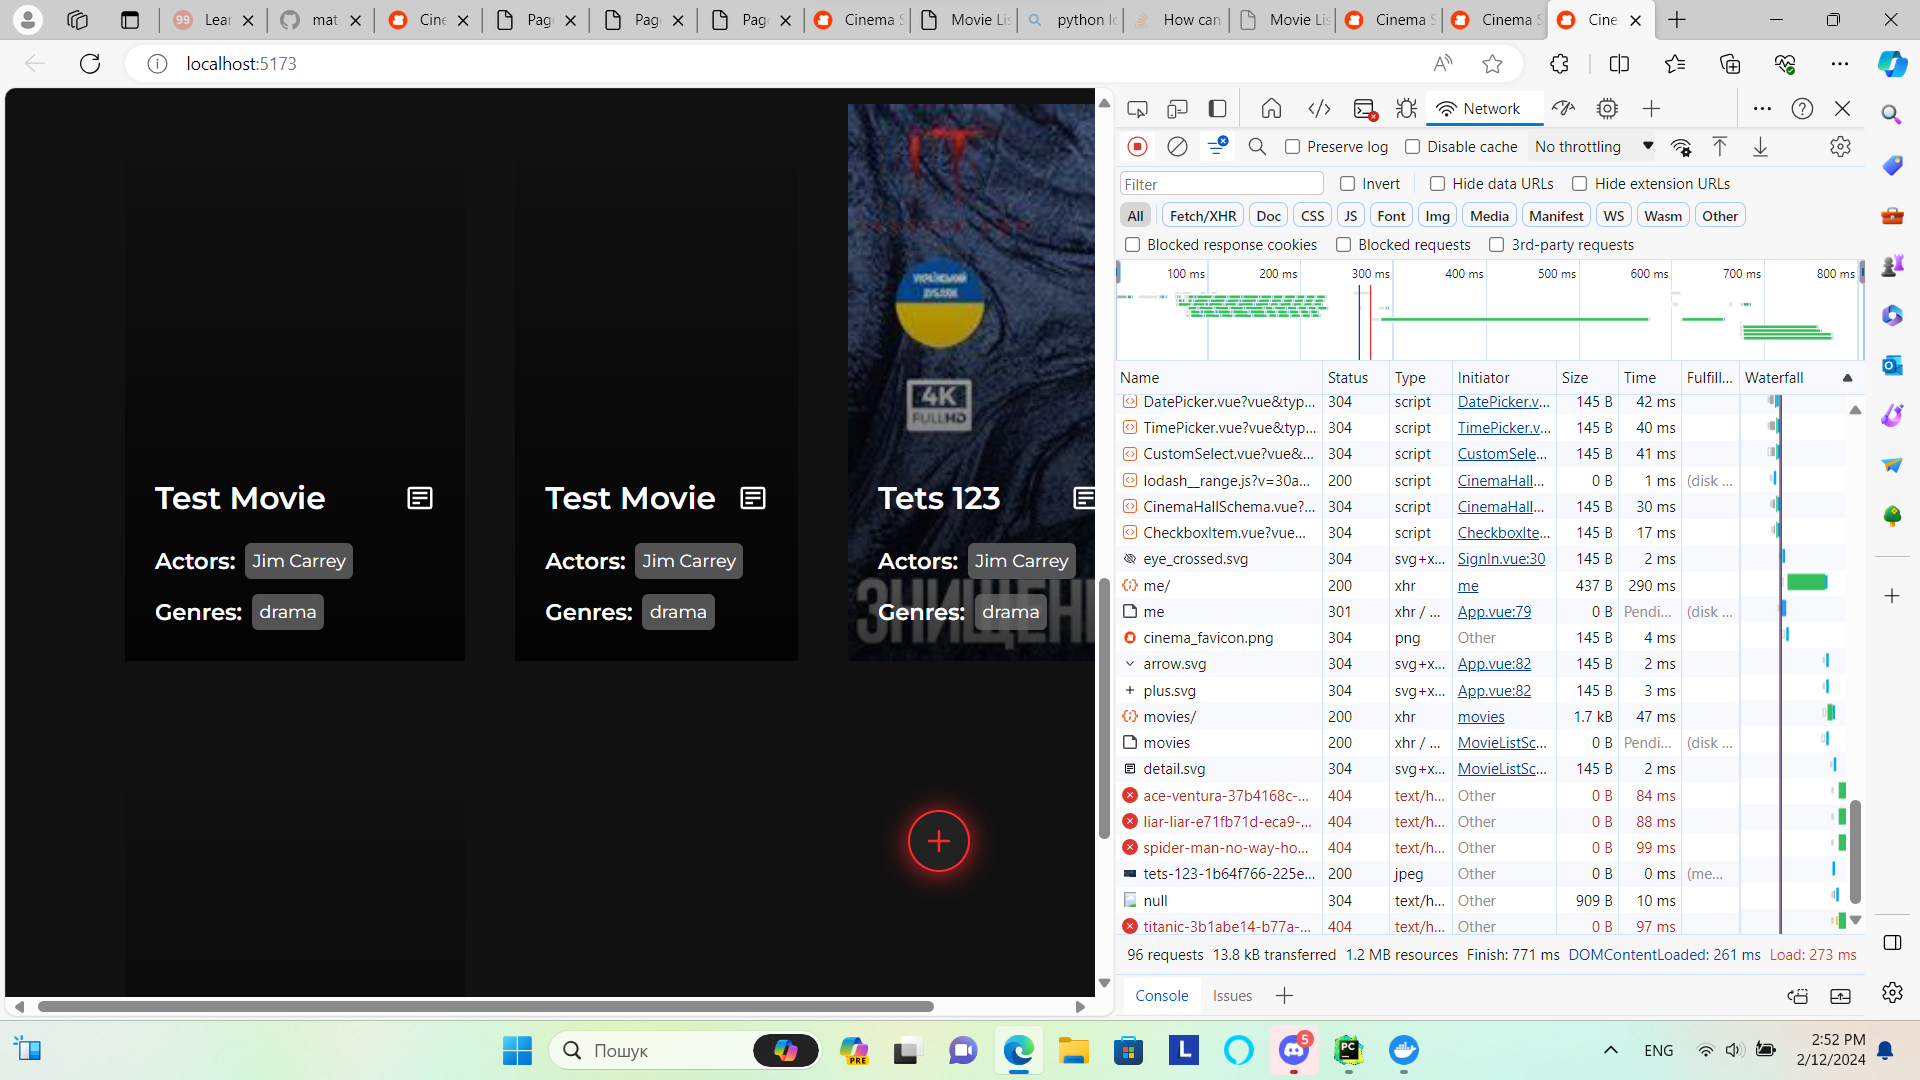 Lear
mat
Cine
Page
Page
Page
Cinema S
Movie Lis
python lo
How can
Movie Lis
Cinema S
Cinema S
Cine
localhost:5173
Network
Preserve log
Disable cache
No throttling
Filter
Invert
Hide data URLs
Hide extension URLs
All
Fetch/XHR
Doc
CSS
JS
Font
Img
Media
Manifest
WS
Wasm
Other
Blocked response cookies
Blocked requests
3rd-party requests
100 ms 200 ms 300 ms 400 ms 500 ms 600 ms 700 ms 800 ms
Name Status Type Initiator Size Time Fulfill... Waterfall
DatePicker.vue?vue&typ... 304 script DatePicker.v... 145 B 42 ms
TimePicker.vue?vue&typ... 304 script TimePicker.v... 145 B 40 ms
CustomSelect.vue?vue&... 304 script CustomSele... 145 B 41 ms
lodash__range.js?v=30a... 200 script CinemaHall... 0 B 1 ms (disk ...
CinemaHallSchema.vue?... 304 script CinemaHall... 145 B 30 ms
CheckboxItem.vue?vue... 304 script CheckboxIte... 145 B 17 ms
eye_crossed.svg 304 svg+x... SignIn.vue:30 145 B 2 ms
me/ 200 xhr me 437 B 290 ms
me 301 xhr / ... App.vue:79 0 B Pendi... (disk ...
cinema_favicon.png 304 png Other 145 B 4 ms
arrow.svg 304 svg+x... App.vue:82 145 B 2 ms
plus.svg 304 svg+x... App.vue:82 145 B 3 ms
movies/ 200 xhr movies 1.7 kB 47 ms
movies 200 xhr / ... MovieListSc... 0 B Pendi... (disk ...
detail.svg 304 svg+x... MovieListSc... 145 B 2 ms
ace-ventura-37b4168c-... 404 text/h... Other 0 B 84 ms
liar-liar-e71fb71d-eca9-... 404 text/h... Other 0 B 88 ms
spider-man-no-way-ho... 404 text/h... Other 0 B 99 ms
tets-123-1b64f766-225e... 200 jpeg Other 0 B 0 ms (me...
null 304 text/h... Other 909 B 10 ms
titanic-3b1abe14-b77a-... 404 text/h... Other 0 B 97 ms
96 requests 13.8 kB transferred 1.2 MB resources Finish: 771 ms DOMContentLoaded: 261 ms Load: 273 ms
Console Issues
Test Movie
Actors: Jim Carrey
Genres: drama
Test Movie
Actors: Jim Carrey
Genres: drama
УКРАЇНСЬКИЙ
ДУБЛЯЖ
4K
FULLHD
Tets 123
Actors: Jim Carrey
Genres: drama
ЗНИЩЕН
Пошук
PRE
L
5
PC
ENG
2:52 PM
2/12/2024